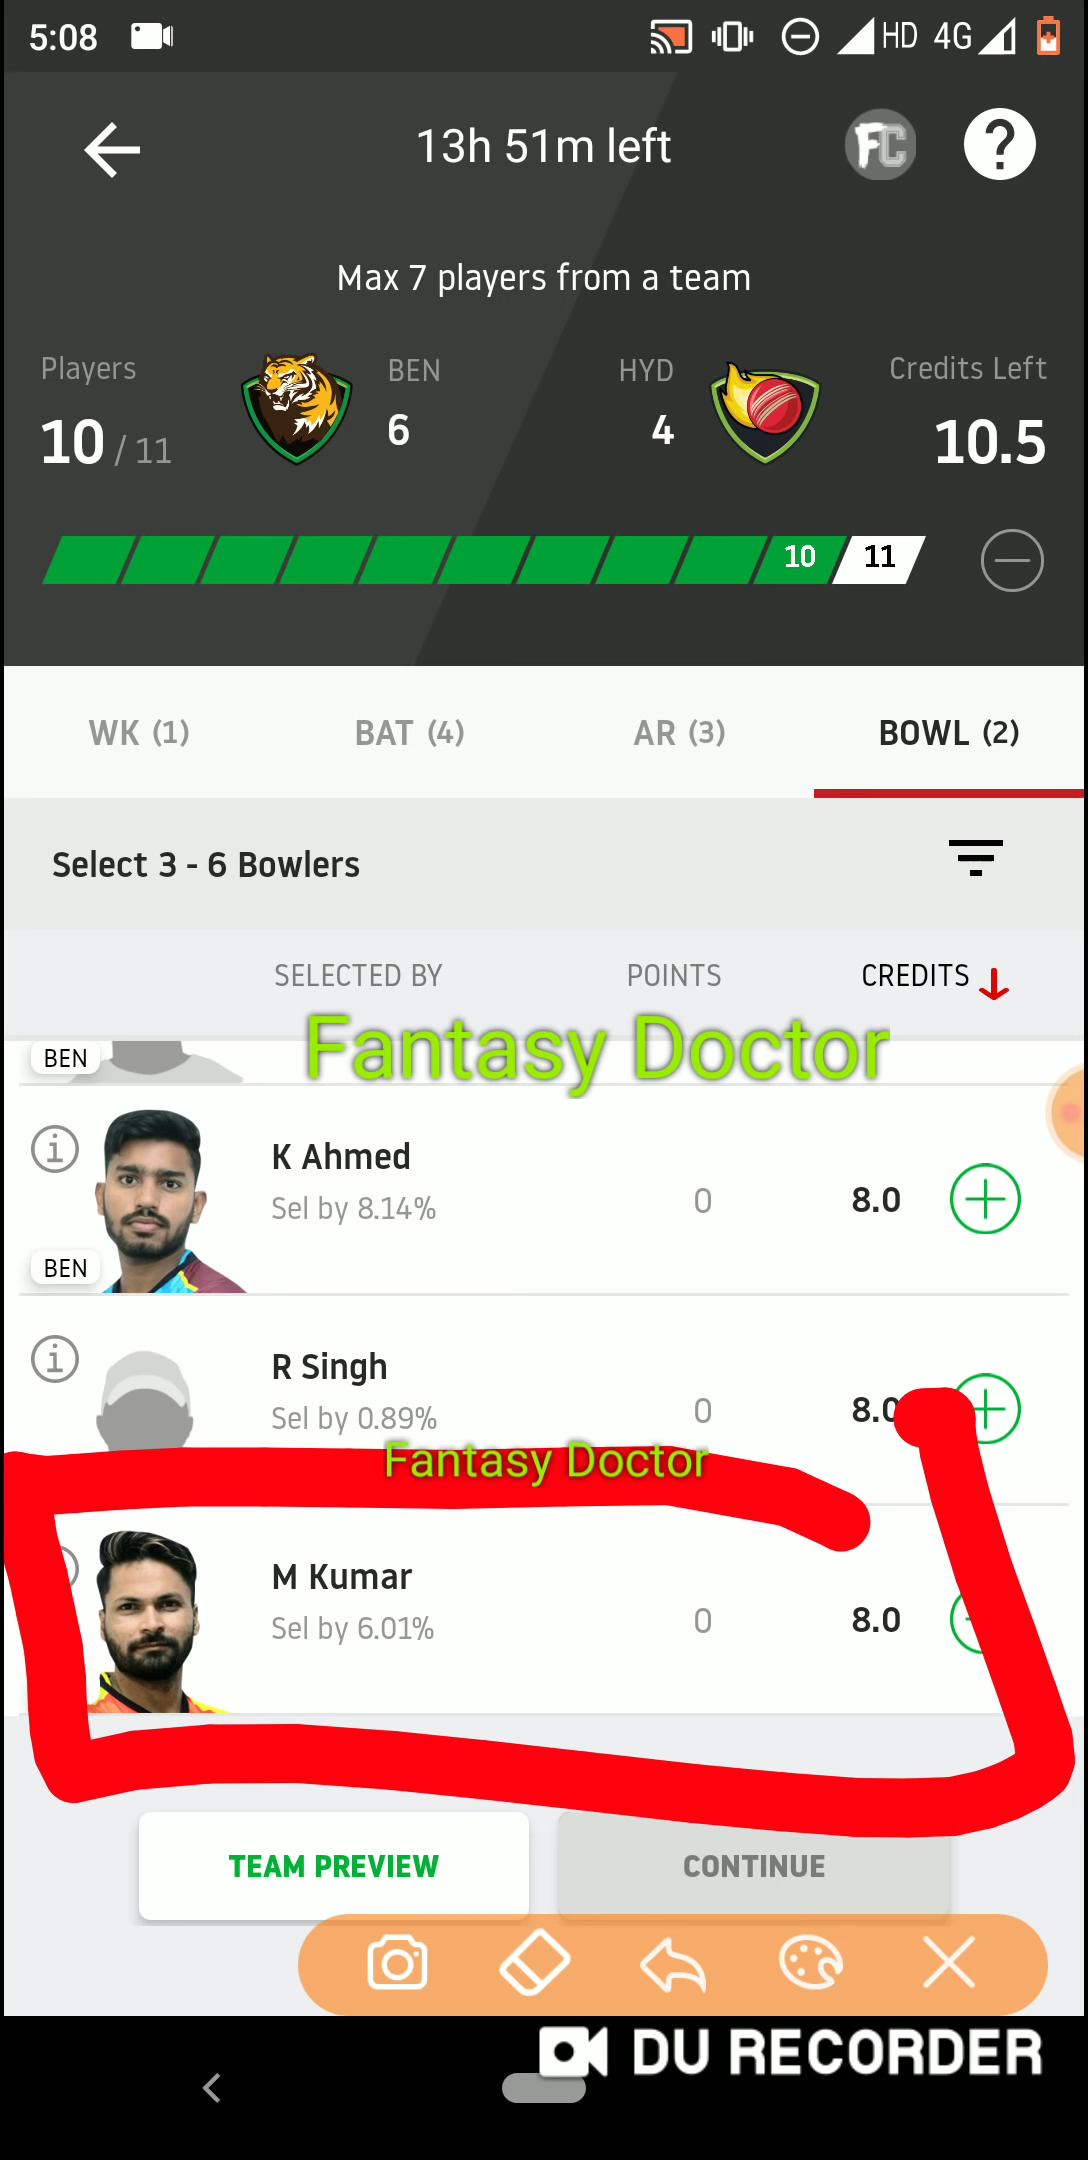 5:08 HD 4G
13h 51m left FC ?
Max 7 players from a team
Players BEN HYD Credits Left
10 / 11 6 4 10.5
10 11
WK (1) BAT (4) AR (3) BOWL (2)
Select 3 - 6 Bowlers
SELECTED BY POINTS CREDITS
Fantasy Doctor
BEN
K Ahmed
Sel by 8.14% 0 8.0
BEN
R Singh
Sel by 0.89% 0 8.0
Fantasy Doctor
M Kumar
Sel by 6.01% 0 8.0
TEAM PREVIEW CONTINUE
DU RECORDER